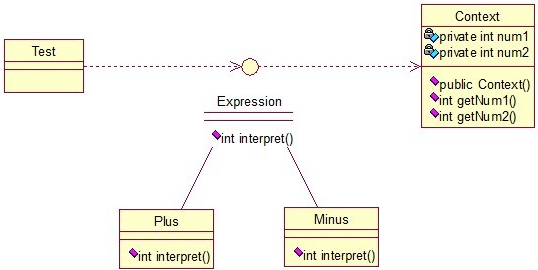 Context
private int num1
private int num2
Test
public Context()
int getNum1()
int getNum2()
Expression
int interpret()
Plus
int interpret()
Minus
int interpret()